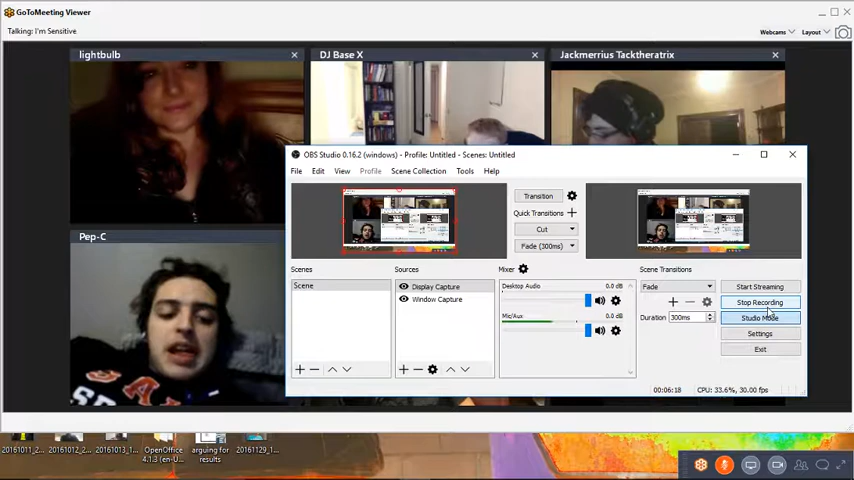 GoToMeeting Viewer
Talking: I'm Sensitive
Webcams
Layout
lightbulb
DJ Base X
Jackmerrius Tacktheratrix
Pep-C
OBS Studio 0.16.2 (windows) - Profile: Untitled - Scenes: Untitled
File Edit View Profile Scene Collection Tools Help
Transition
Quick Transitions
Cut
Fade (300ms)
Scenes
Sources
Mixer
Scene Transitions
Scene
Display Capture
Window Capture
Desktop Audio 0.0 dB
Mic/Aux 0.0 dB
Fade
Duration 300ms
Start Streaming
Stop Recording
Studio Mode
Settings
Exit
00:06:18 CPU: 33.6%, 30.00 fps
20161011_2... 20161012_2... 20161013_1... OpenOffice 4.1.3 (en-U... arguing for results 20161129_1...